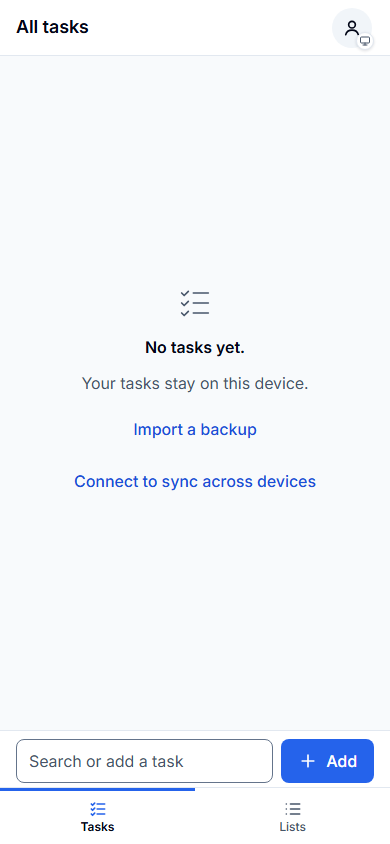 All tasks
No tasks yet.
Your tasks stay on this device.
Import a backup
Connect to sync across devices
Search or add a task
Add
Tasks
Lists